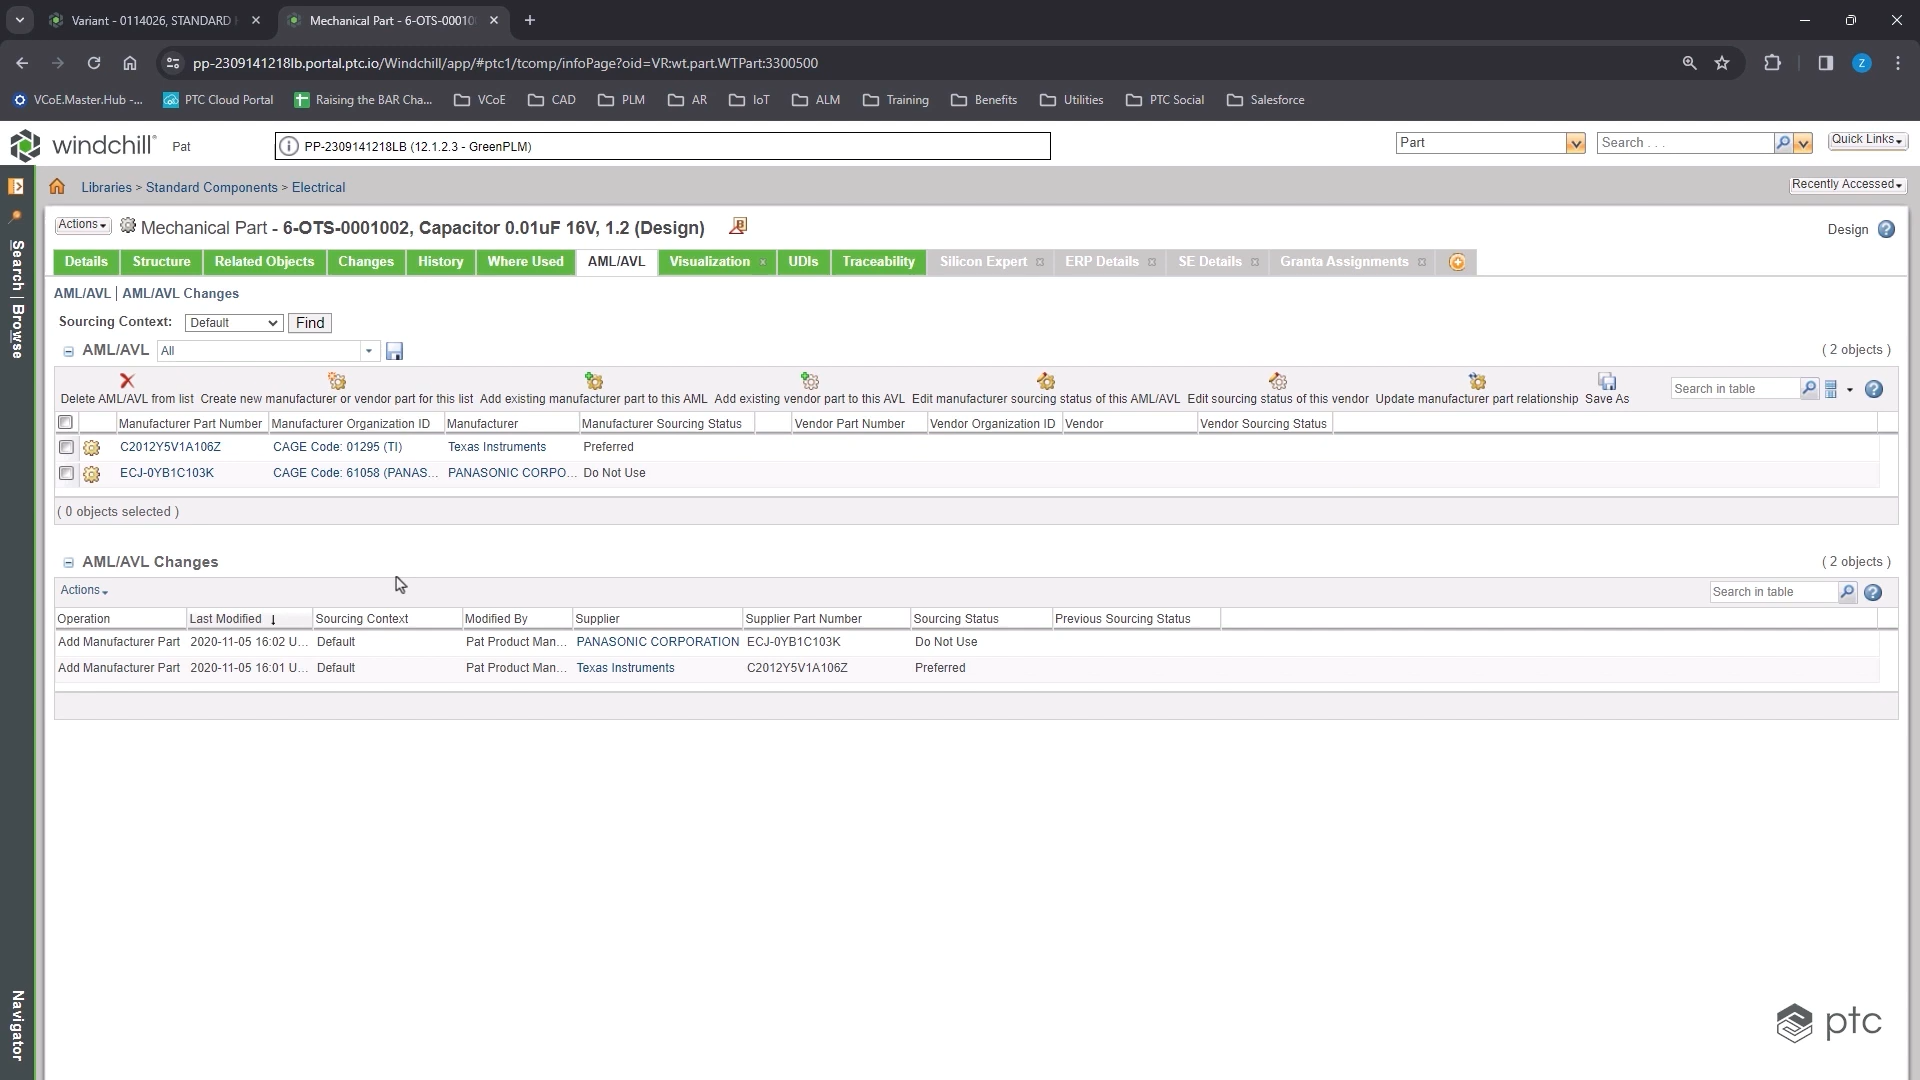 Variant - 0114026, STANDARD
Mechanical Part - 6-OTS-00010
pp-2309141218lb.portal.ptc.io/Windchill/app/#ptc1/tcomp/infoPage?oid=VR:wt.part.WTPart:3300500
Z
VCoE.Master.Hub -... PTC Cloud Portal Raising the BAR Cha... VCoE CAD PLM AR IoT ALM Training Benefits Utilities PTC Social Salesforce
windchill® Pat PP-2309141218LB (12.1.2.3 - GreenPLM) Part Search . . . Quick Links
Libraries > Standard Components > Electrical Recently Accessed
Actions Mechanical Part - 6-OTS-0001002, Capacitor 0.01uF 16V, 1.2 (Design) Design
Details Structure Related Objects Changes History Where Used AML/AVL Visualization UDIs Traceability Silicon Expert ERP Details SE Details Granta Assignments
AML/AVL | AML/AVL Changes
Sourcing Context: Default Find
AML/AVL All ( 2 objects )
Delete AML/AVL from list Create new manufacturer or vendor part for this list Add existing manufacturer part to this AML Add existing vendor part to this AVL Edit manufacturer sourcing status of this AML/AVL Edit sourcing status of this vendor Update manufacturer part relationship Save As Search in table
Manufacturer Part Number Manufacturer Organization ID Manufacturer Manufacturer Sourcing Status Vendor Part Number Vendor Organization ID Vendor Vendor Sourcing Status
C2012Y5V1A106Z CAGE Code: 01295 (TI) Texas Instruments Preferred
ECJ-0YB1C103K CAGE Code: 61058 (PANAS... PANASONIC CORPO... Do Not Use
( 0 objects selected )
AML/AVL Changes ( 2 objects )
Actions Search in table
Operation Last Modified ↓ Sourcing Context Modified By Supplier Supplier Part Number Sourcing Status Previous Sourcing Status
Add Manufacturer Part 2020-11-05 16:02 U... Default Pat Product Man... PANASONIC CORPORATION ECJ-0YB1C103K Do Not Use
Add Manufacturer Part 2020-11-05 16:01 U... Default Pat Product Man... Texas Instruments C2012Y5V1A106Z Preferred
Search | Browse
Navigator
ptc